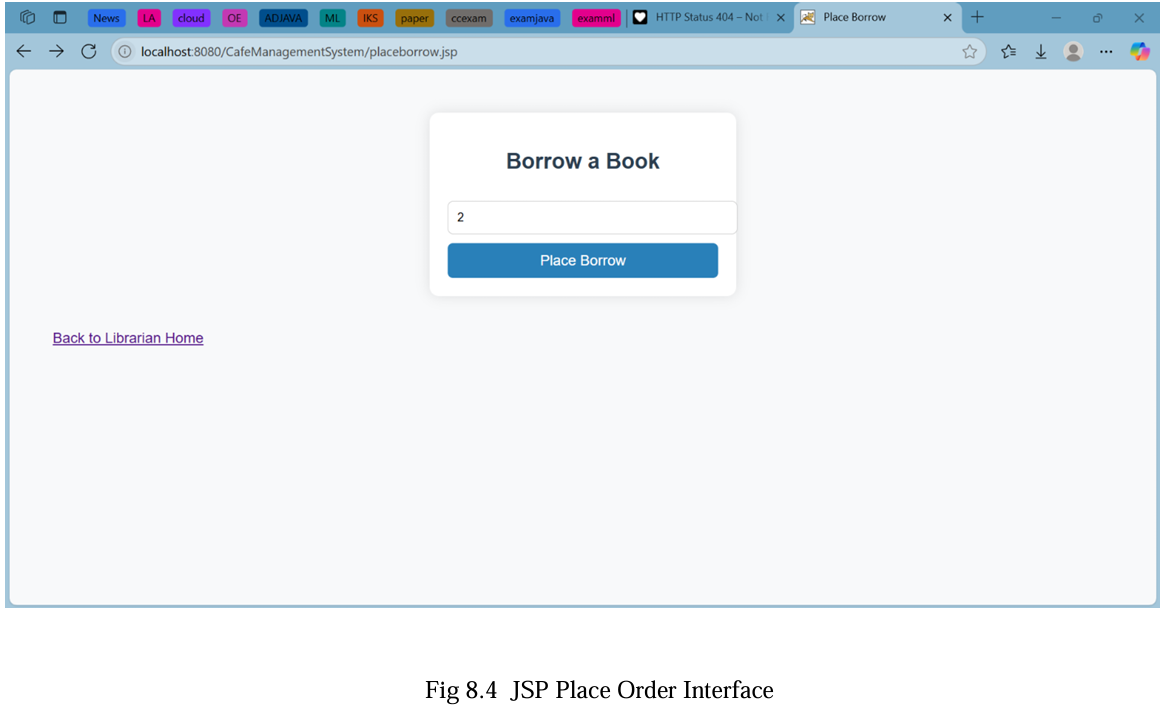 News LA cloud OE ADJAVA ML IKS paper ccexam examjava examml HTTP Status 404 – Not Place Borrow
localhost:8080/CafeManagementSystem/placeborrow.jsp
Borrow a Book
2
Place Borrow
Back to Librarian Home
Fig 8.4 JSP Place Order Interface